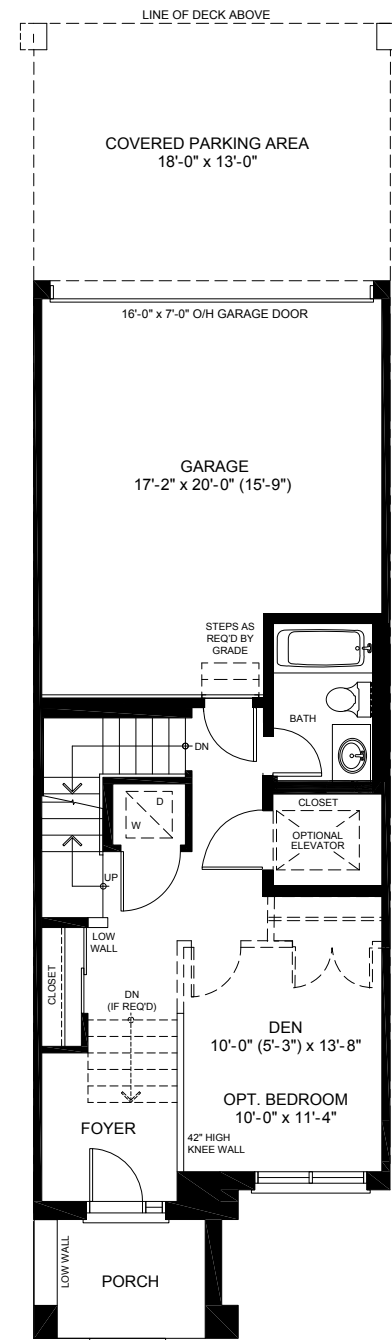 LINE OF DECK ABOVE
COVERED PARKING AREA
18'-0" x 13'-0"
16'-0" x 7'-0" O/H GARAGE DOOR
GARAGE
17'-2" x 20'-0" (15'-9")
STEPS AS
REQ'D BY
GRADE
BATH
DN
D
W
CLOSET
OPTIONAL
ELEVATOR
UP
LOW
WALL
CLOSET
DN
(IF REQ'D)
DEN
10'-0" (5'-3") x 13'-8"
OPT. BEDROOM
10'-0" x 11'-4"
FOYER
42" HIGH
KNEE WALL
LOW WALL
PORCH